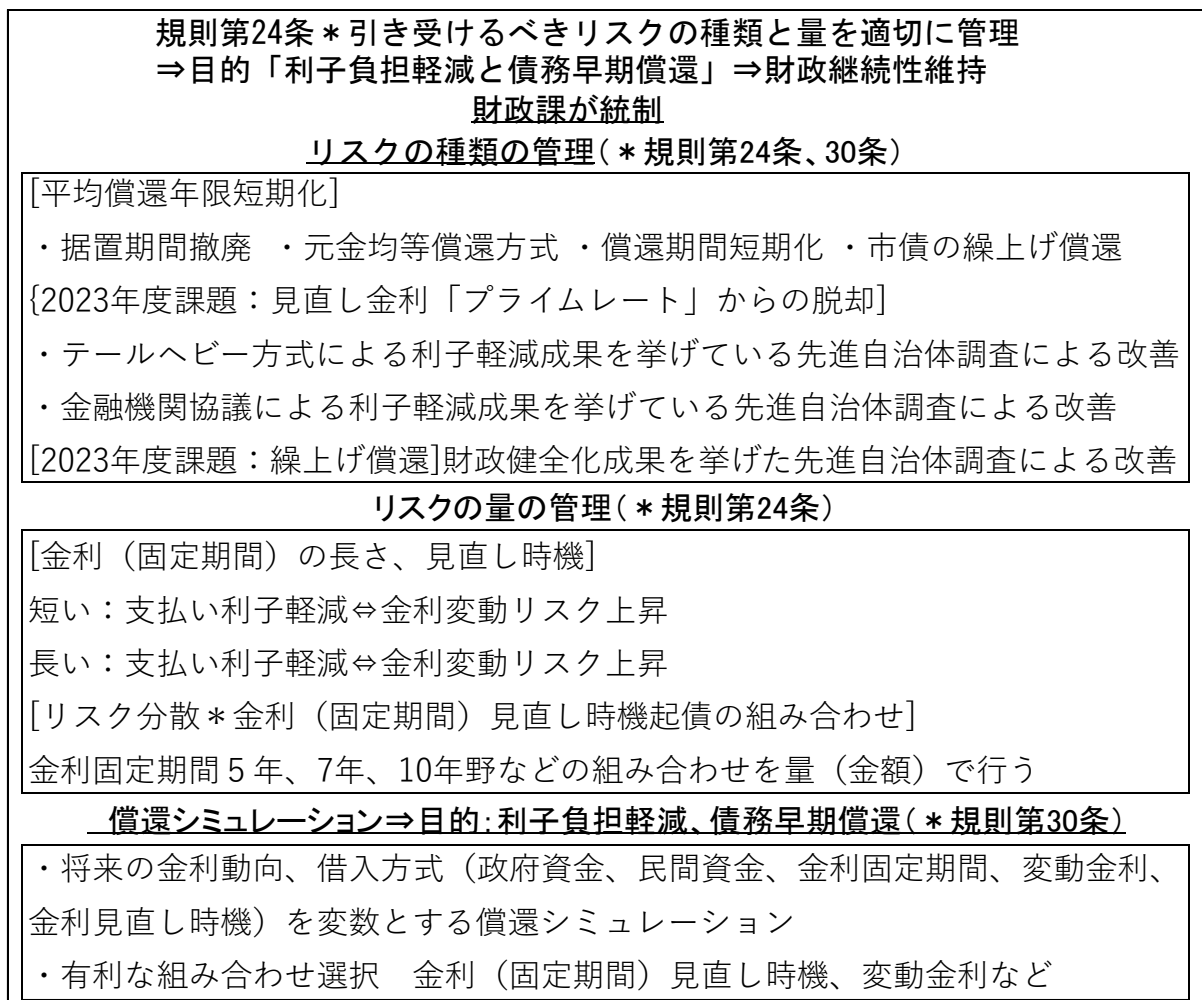 規則第24条＊引き受けるべきリスクの種類と量を適切に管理
⇒目的「利子負担軽減と債務早期償還」⇒財政継続性維持
財政課が統制
リスクの種類の管理（＊規則第24条、30条）
[平均償還年限短期化]
・据置期間撤廃　・元金均等償還方式　・償還期間短期化　・市債の繰上げ償還
{2023年度課題：見直し金利「プライムレート」からの脱却]
・テールヘビー方式による利子軽減成果を挙げている先進自治体調査による改善
・金融機関協議による利子軽減成果を挙げている先進自治体調査による改善
[2023年度課題：繰上げ償還]財政健全化成果を挙げた先進自治体調査による改善
リスクの量の管理（＊規則第24条）
[金利（固定期間）の長さ、見直し時機]
短い：支払い利子軽減⇔金利変動リスク上昇
長い：支払い利子軽減⇔金利変動リスク上昇
[リスク分散＊金利（固定期間）見直し時機起債の組み合わせ]
金利固定期間５年、7年、10年野などの組み合わせを量（金額）で行う
償還シミュレーション⇒目的：利子負担軽減、債務早期償還（＊規則第30条）
・将来の金利動向、借入方式（政府資金、民間資金、金利固定期間、変動金利、
金利見直し時機）を変数とする償還シミュレーション
・有利な組み合わせ選択　金利（固定期間）見直し時機、変動金利など